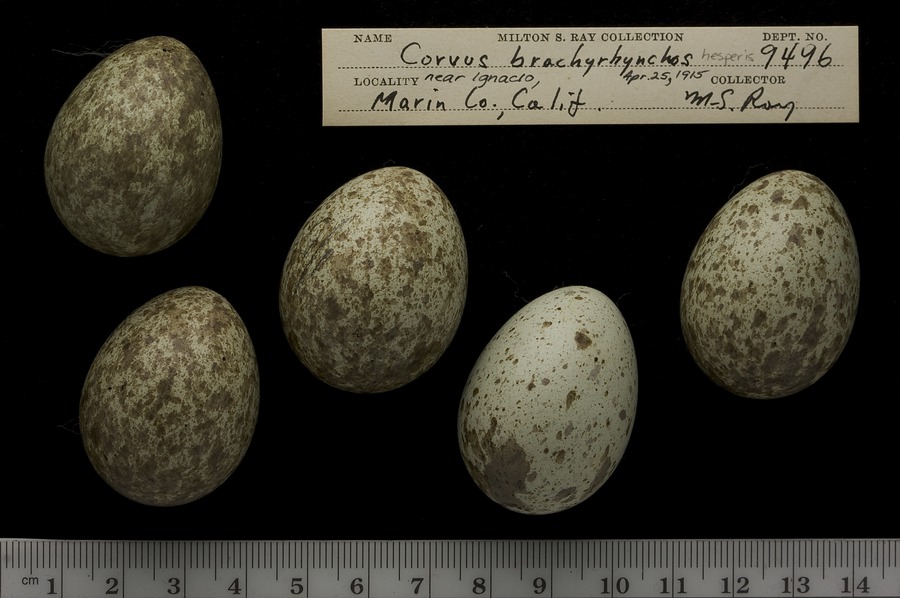 NAME MILTON S. RAY COLLECTION DEPT. NO.
Corvus brachyrhynchos hesperis 9496
LOCALITY near Ignacio, Apr. 25, 1915 COLLECTOR
Marin Co., Calif. M.S. Ray
cm 1 2 3 4 5 6 7 8 9 10 11 12 13 14